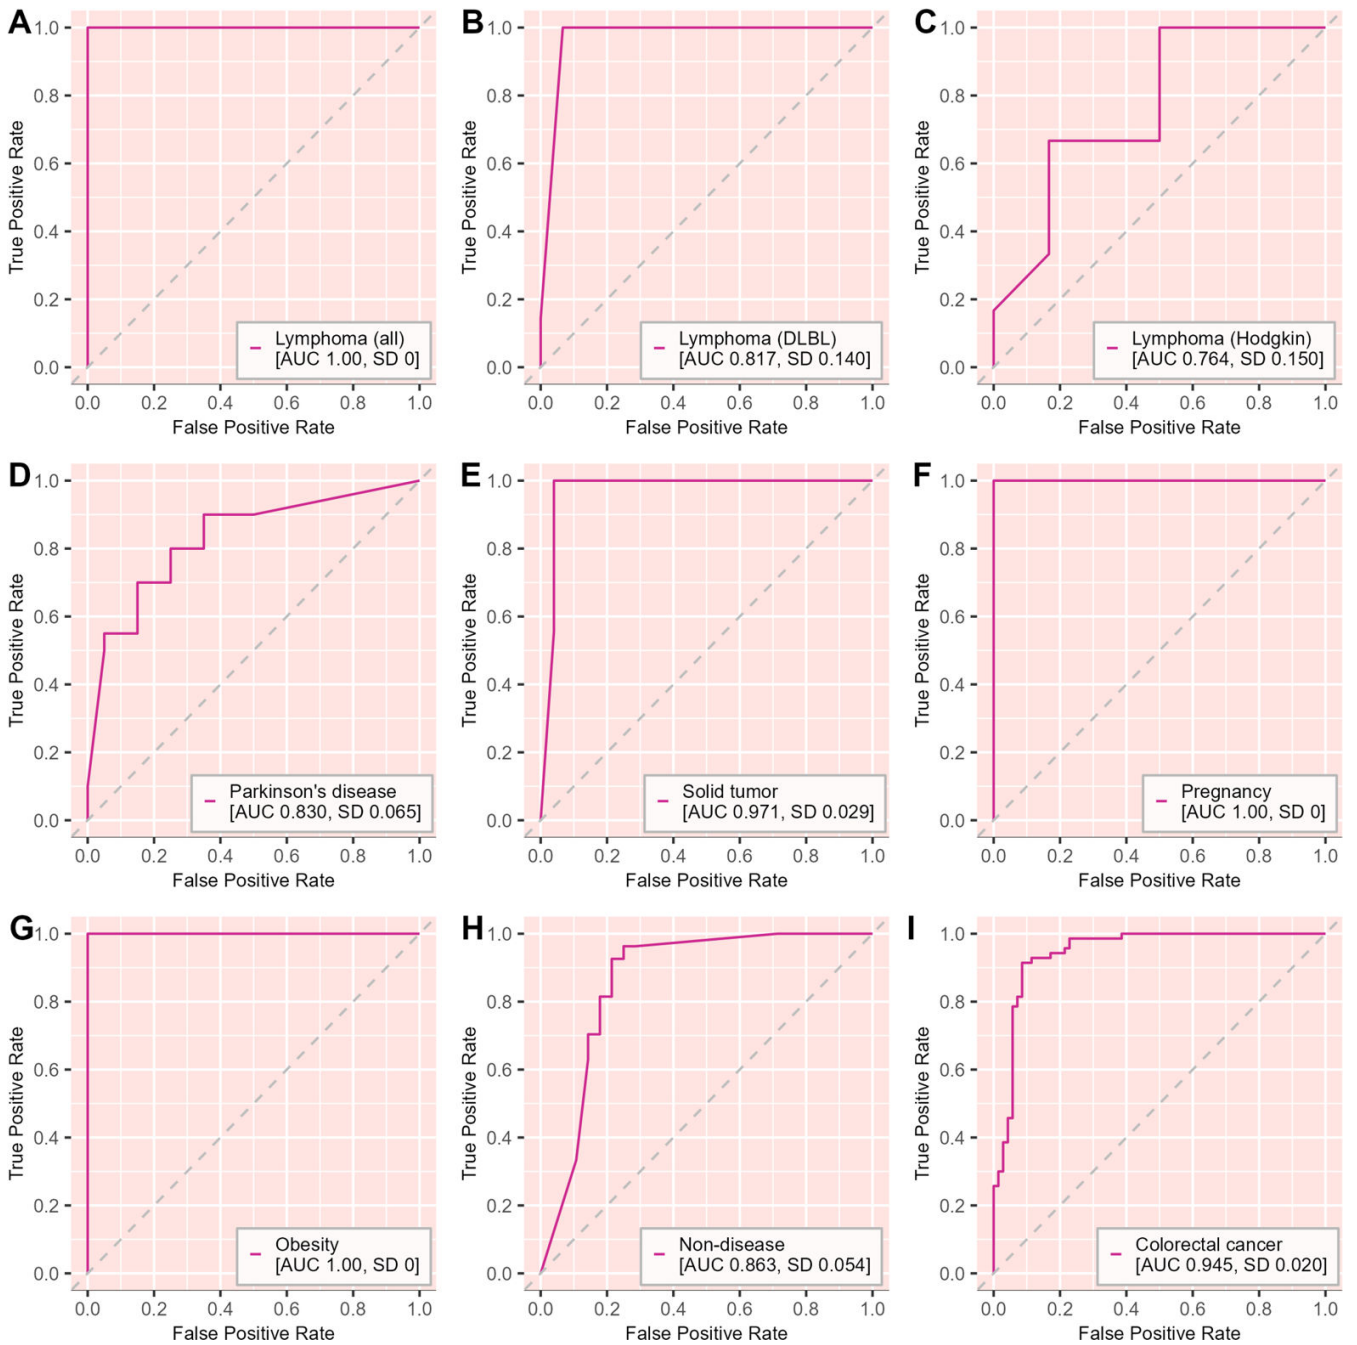 A
1.0
0.8
0.6
0.4
0.2
0.0
True Positive Rate
Lymphoma (all)
[AUC 1.00, SD 0]
0.0 0.2 0.4 0.6 0.8 1.0
False Positive Rate
B
1.0
0.8
0.6
0.4
0.2
0.0
True Positive Rate
Lymphoma (DLBL)
[AUC 0.817, SD 0.140]
0.0 0.2 0.4 0.6 0.8 1.0
False Positive Rate
C
1.0
0.8
0.6
0.4
0.2
0.0
True Positive Rate
Lymphoma (Hodgkin)
[AUC 0.764, SD 0.150]
0.0 0.2 0.4 0.6 0.8 1.0
False Positive Rate
D
1.0
0.8
0.6
0.4
0.2
0.0
True Positive Rate
Parkinson's disease
[AUC 0.830, SD 0.065]
0.0 0.2 0.4 0.6 0.8 1.0
False Positive Rate
E
1.0
0.8
0.6
0.4
0.2
0.0
True Positive Rate
Solid tumor
[AUC 0.971, SD 0.029]
0.0 0.2 0.4 0.6 0.8 1.0
False Positive Rate
F
1.0
0.8
0.6
0.4
0.2
0.0
True Positive Rate
Pregnancy
[AUC 1.00, SD 0]
0.0 0.2 0.4 0.6 0.8 1.0
False Positive Rate
G
1.0
0.8
0.6
0.4
0.2
0.0
True Positive Rate
Obesity
[AUC 1.00, SD 0]
0.0 0.2 0.4 0.6 0.8 1.0
False Positive Rate
H
1.0
0.8
0.6
0.4
0.2
0.0
True Positive Rate
Non-disease
[AUC 0.863, SD 0.054]
0.0 0.2 0.4 0.6 0.8 1.0
False Positive Rate
I
1.0
0.8
0.6
0.4
0.2
0.0
True Positive Rate
Colorectal cancer
[AUC 0.945, SD 0.020]
0.0 0.2 0.4 0.6 0.8 1.0
False Positive Rate